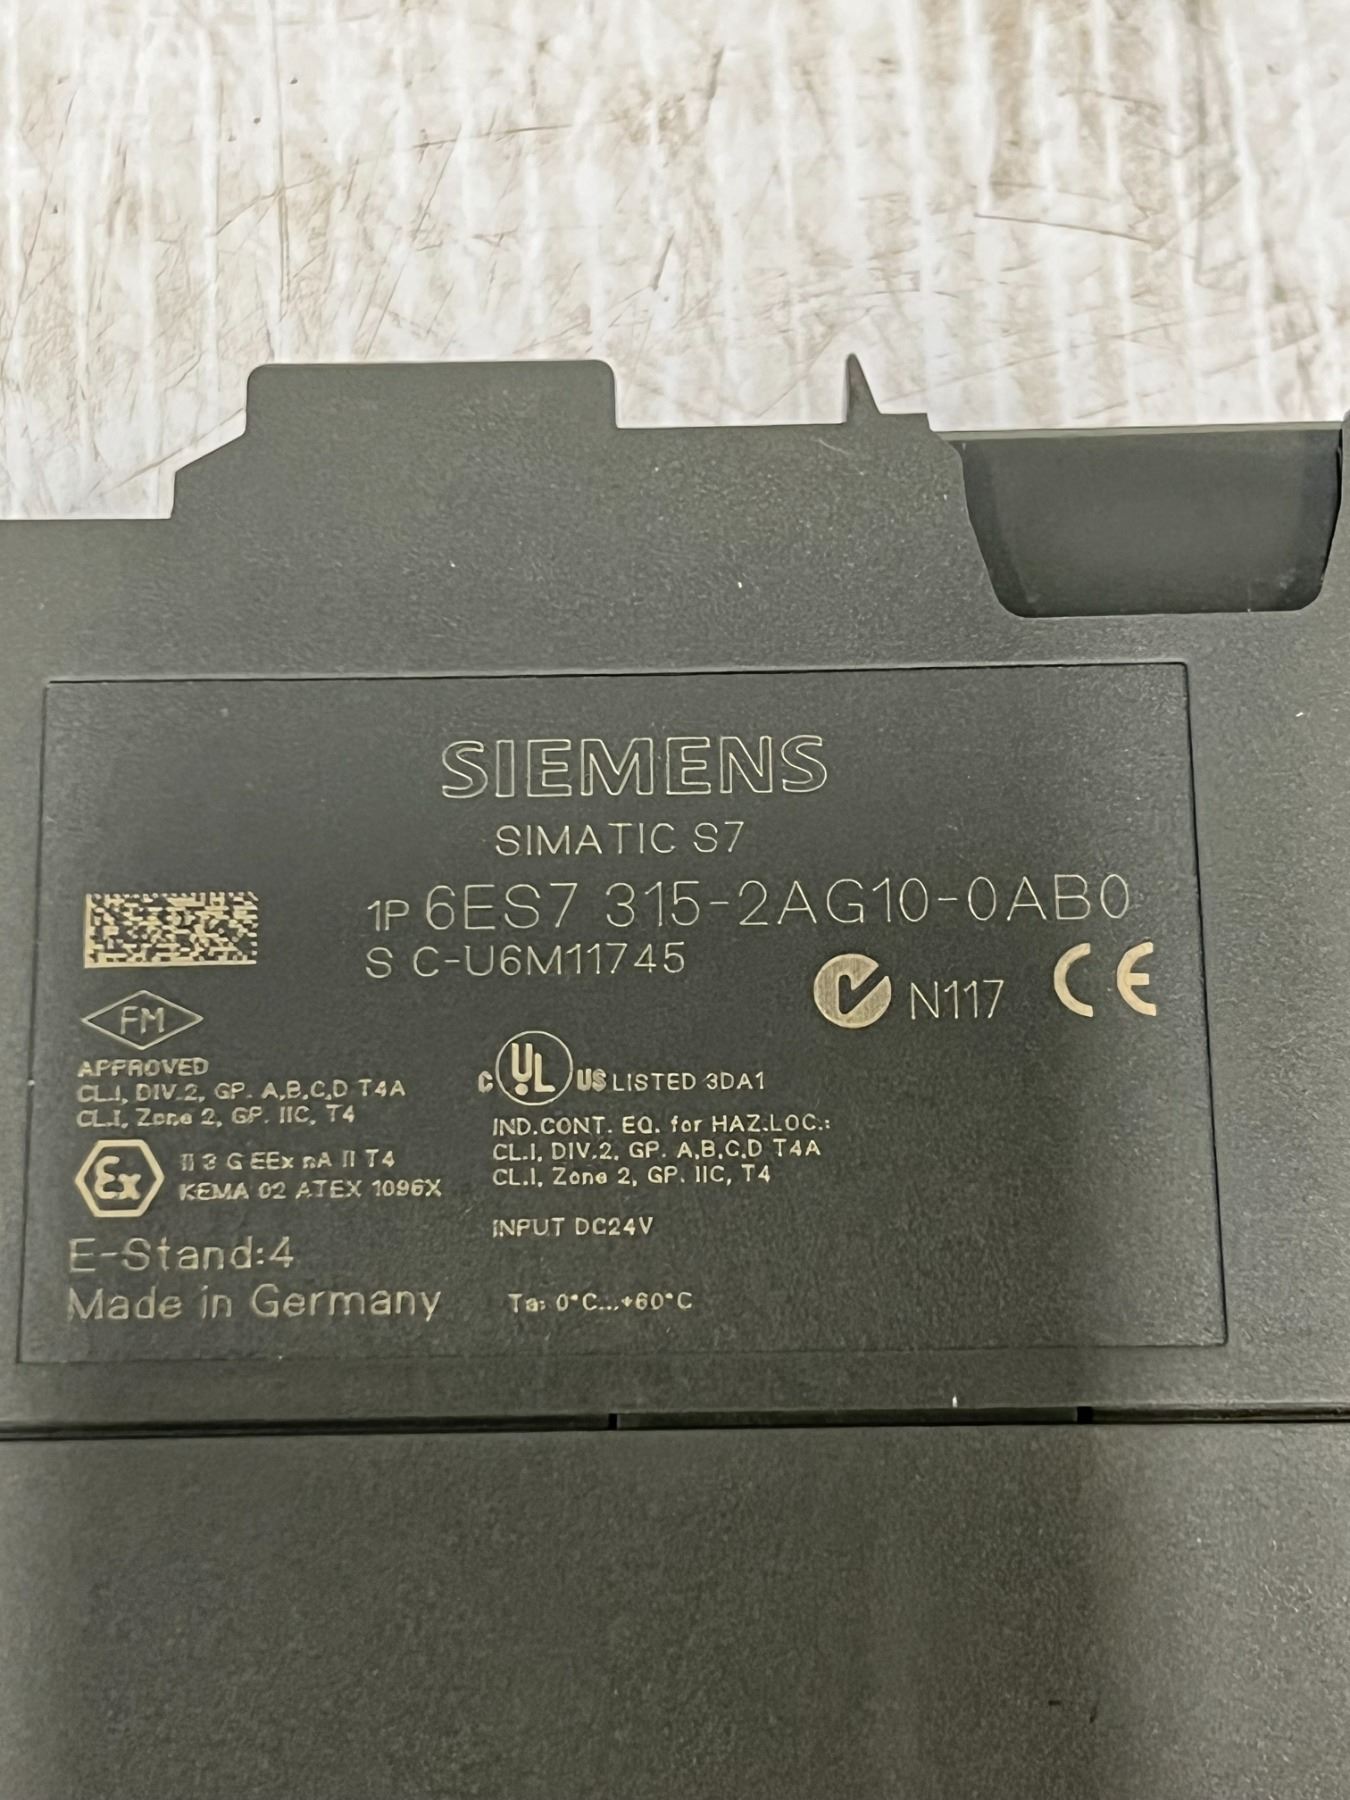 SIEMENS
SIMATIC S7
1P 6ES7 315-2AG10-0AB0
S C-U6M11745
N117 CE
FM
APPROVED
CL.I, DIV.2, GP. A,B,C,D T4A
CL.I, Zone 2, GP. IIC, T4
Ex II 3 G EEx nA II T4
KEMA 02 ATEX 1096X
E-Stand:4
Made in Germany
C UL US LISTED 3DA1
IND.CONT. EQ. for HAZ.LOC.:
CL.I, DIV.2, GP. A,B,C,D T4A
CL.I, Zone 2, GP. IIC, T4
INPUT DC24V
Ta: 0°C...+60°C